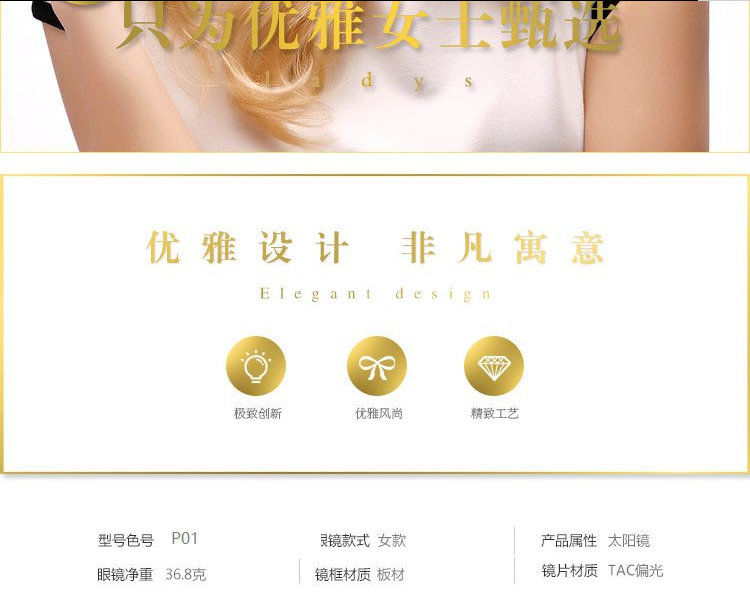 只为优雅女士甄选
ladys
优雅设计 非凡寓意
Elegant design
极致创新 优雅风尚 精致工艺
型号色号 P01 眼镜款式 女款 产品属性 太阳镜
眼镜净重 36.8克 镜框材质 板材 镜片材质 TAC偏光